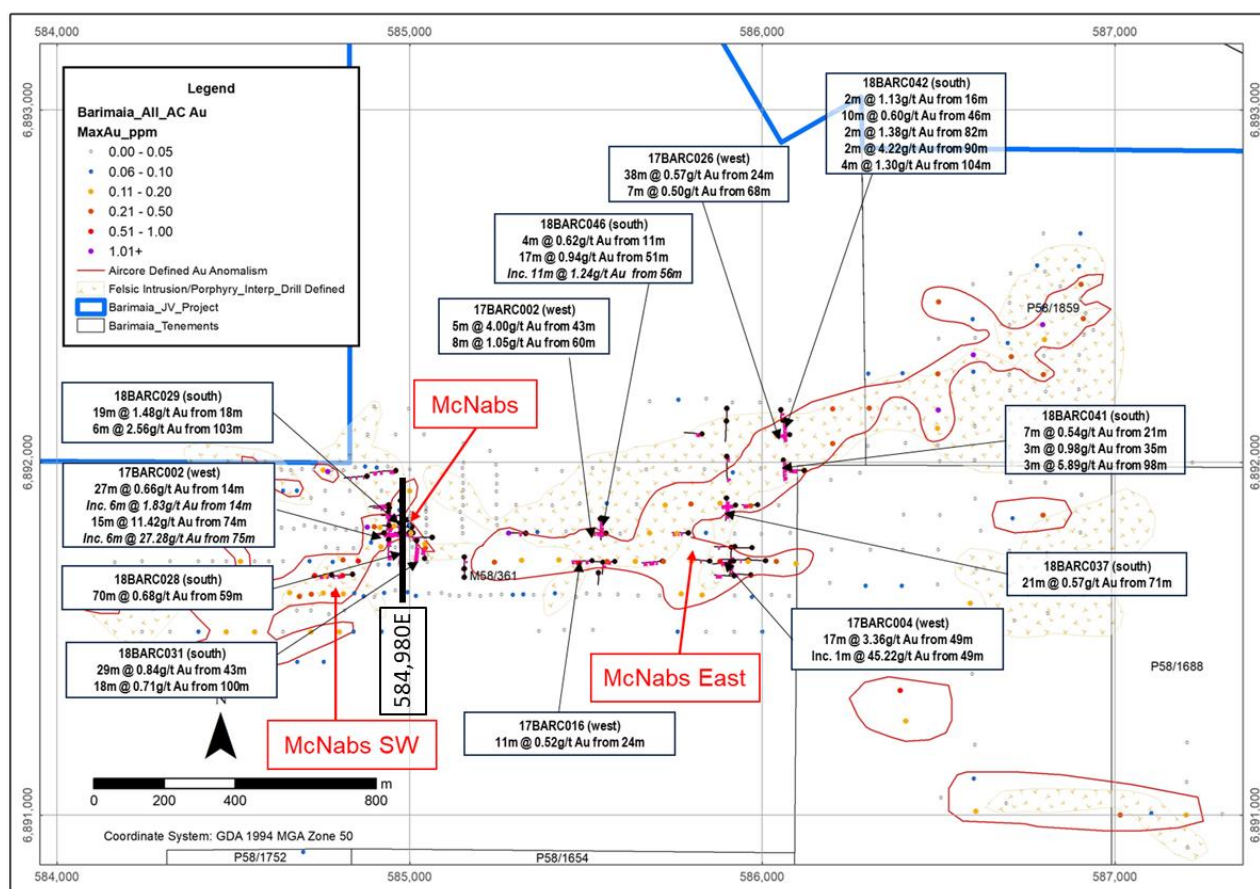 584,000
585,000
586,000
587,000
6,893,000
6,893,000
Legend
Barimaia_All_AC Au
MaxAu_ppm
0.00 - 0.05
0.06 - 0.10
0.11 - 0.20
0.21 - 0.50
0.51 - 1.00
1.01+
Aircore Defined Au Anomalism
Felsic Intrusion/Porphyry_Interp_Drill Defined
Barimaia_JV_Project
Barimaia_Tenements
18BARC042 (south)
2m @ 1.13g/t Au from 16m
10m @ 0.60g/t Au from 46m
2m @ 1.38g/t Au from 82m
2m @ 4.22g/t Au from 90m
4m @ 1.30g/t Au from 104m
17BARC026 (west)
38m @ 0.57g/t Au from 24m
7m @ 0.50g/t Au from 68m
18BARC046 (south)
4m @ 0.62g/t Au from 11m
17m @ 0.94g/t Au from 51m
Inc. 11m @ 1.24g/t Au from 56m
17BARC002 (west)
5m @ 4.00g/t Au from 43m
8m @ 1.05g/t Au from 60m
P58/1859
18BARC029 (south)
19m @ 1.48g/t Au from 18m
6m @ 2.56g/t Au from 103m
McNabs
18BARC041 (south)
7m @ 0.54g/t Au from 21m
3m @ 0.98g/t Au from 35m
3m @ 5.89g/t Au from 98m
6,892,000
6,892,000
17BARC002 (west)
27m @ 0.66g/t Au from 14m
Inc. 6m @ 1.83g/t Au from 14m
15m @ 11.42g/t Au from 74m
Inc. 6m @ 27.28g/t Au from 75m
M58/361
18BARC028 (south)
70m @ 0.68g/t Au from 59m
18BARC037 (south)
21m @ 0.57g/t Au from 71m
17BARC004 (west)
17m @ 3.36g/t Au from 49m
Inc. 1m @ 45.22g/t Au from 49m
18BARC031 (south)
29m @ 0.84g/t Au from 43m
18m @ 0.71g/t Au from 100m
584,980E
McNabs East
P58/1688
N
McNabs SW
17BARC016 (west)
11m @ 0.52g/t Au from 24m
m
0 200 400 800
6,891,000
6,891,000
Coordinate System: GDA 1994 MGA Zone 50
P58/1752
P58/1654
584,000
585,000
586,000
587,000